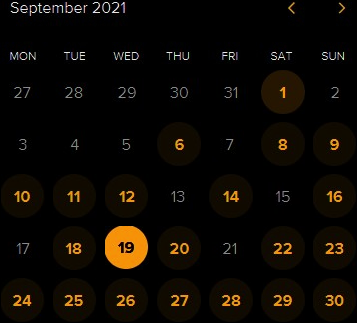 September 2021
MON TUE WED THU FRI SAT SUN
27 28 29 30 31 1 2
3 4 5 6 7 8 9
10 11 12 13 14 15 16
17 18 19 20 21 22 23
24 25 26 27 28 29 30